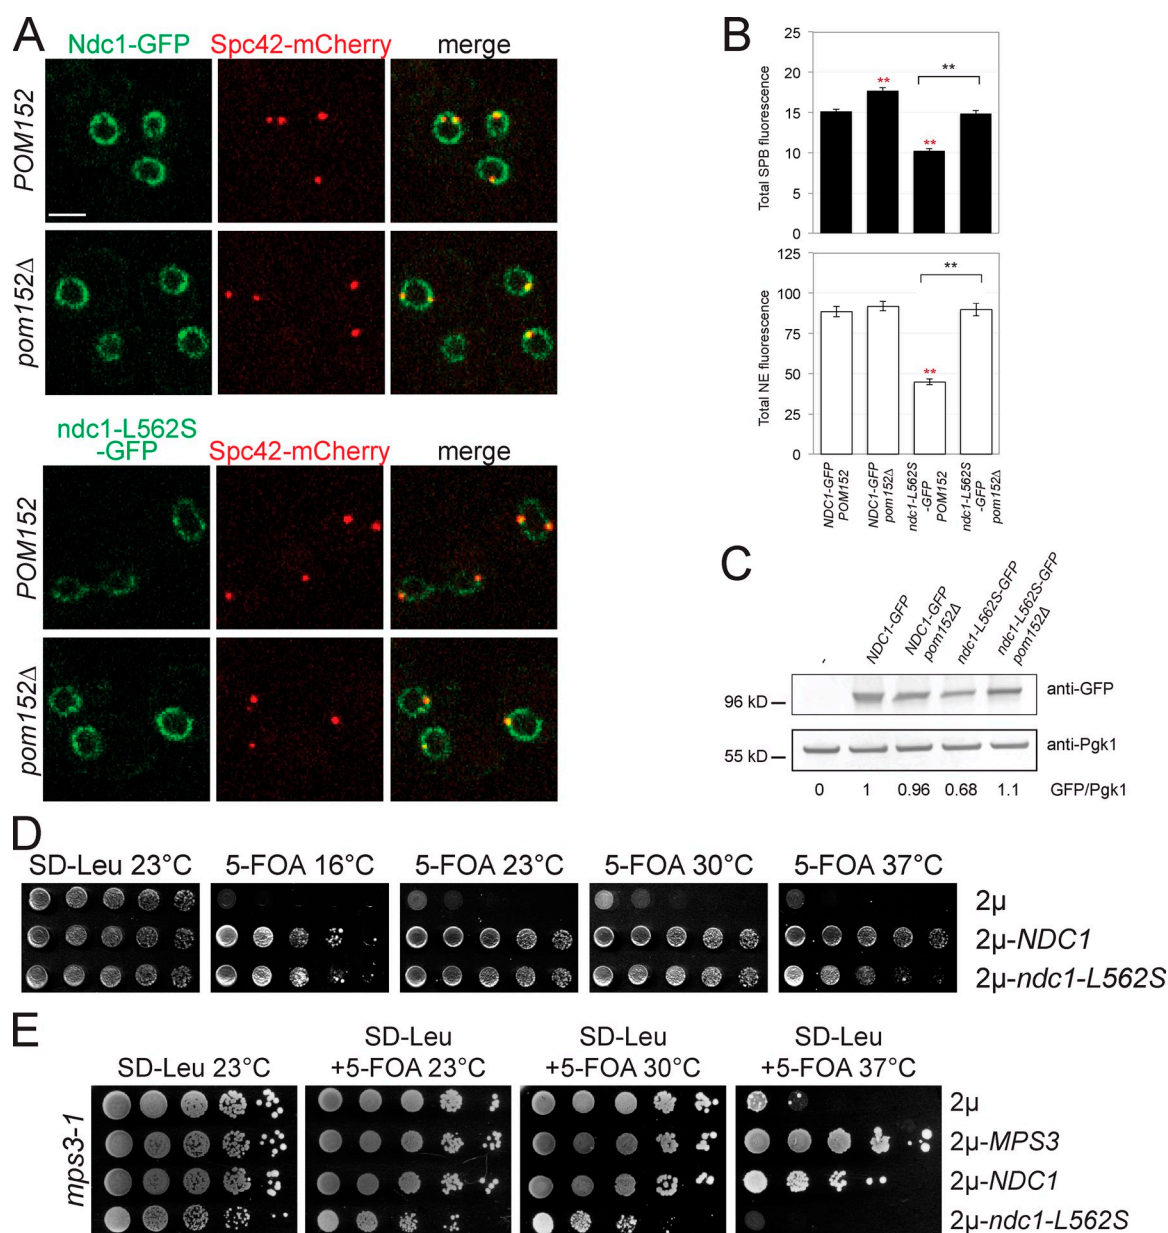 A
Ndc1-GFP Spc42-mCherry merge
POM152
pom152Δ
ndc1-L562S
-GFP Spc42-mCherry merge
POM152
pom152Δ
B
Total SPB fluorescence
25
20
15
10
5
0
**
**
**
Total NE fluorescence
125
100
75
50
25
0
**
**
NDC1-GFP
POM152
NDC1-GFP
pom152Δ
ndc1-L562S
-GFP
POM152
ndc1-L562S
-GFP
pom152Δ
C
-
NDC1-GFP
NDC1-GFP
pom152Δ
ndc1-L562S-GFP
ndc1-L562S-GFP
pom152Δ
96 kD
anti-GFP
55 kD
anti-Pgk1
0 1 0.96 0.68 1.1 GFP/Pgk1
D
SD-Leu 23°C 5-FOA 16°C 5-FOA 23°C 5-FOA 30°C 5-FOA 37°C
2µ
2µ-NDC1
2µ-ndc1-L562S
E
SD-Leu 23°C
SD-Leu
+5-FOA 23°C
SD-Leu
+5-FOA 30°C
SD-Leu
+5-FOA 37°C
mps3-1
2µ
2µ-MPS3
2µ-NDC1
2µ-ndc1-L562S